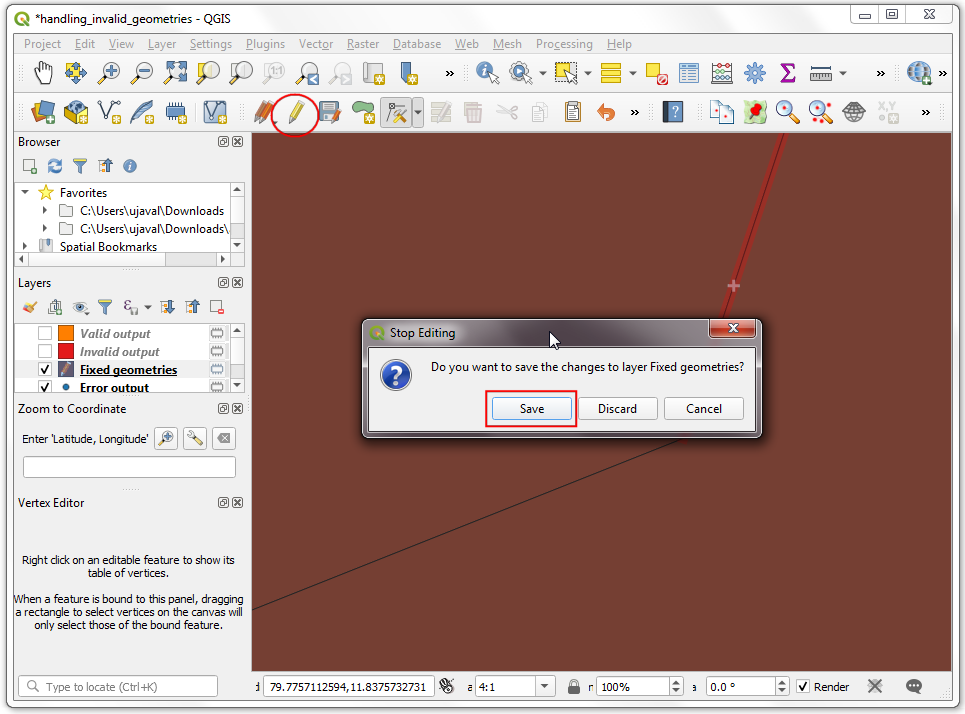 *handling_invalid_geometries - QGIS
Project Edit View Layer Settings Plugins Vector Raster Database Web Mesh Processing Help
1:1
X,Y
Browser
Favorites
C:\Users\ujaval\Downloads
C:\Users\ujaval\Downloads\
Spatial Bookmarks
Layers
Valid output
Invalid output
Fixed geometries
Error output
Zoom to Coordinate
Enter 'Latitude, Longitude'
Vertex Editor
Right click on an editable feature to show its
table of vertices.
When a feature is bound to this panel, dragging
a rectangle to select vertices on the canvas will
only select those of the bound feature.
Stop Editing
Do you want to save the changes to layer Fixed geometries?
Save Discard Cancel
Type to locate (Ctrl+K) d 79.7757112594,11.8375732731 a 4:1 n 100% a 0.0 ° Render